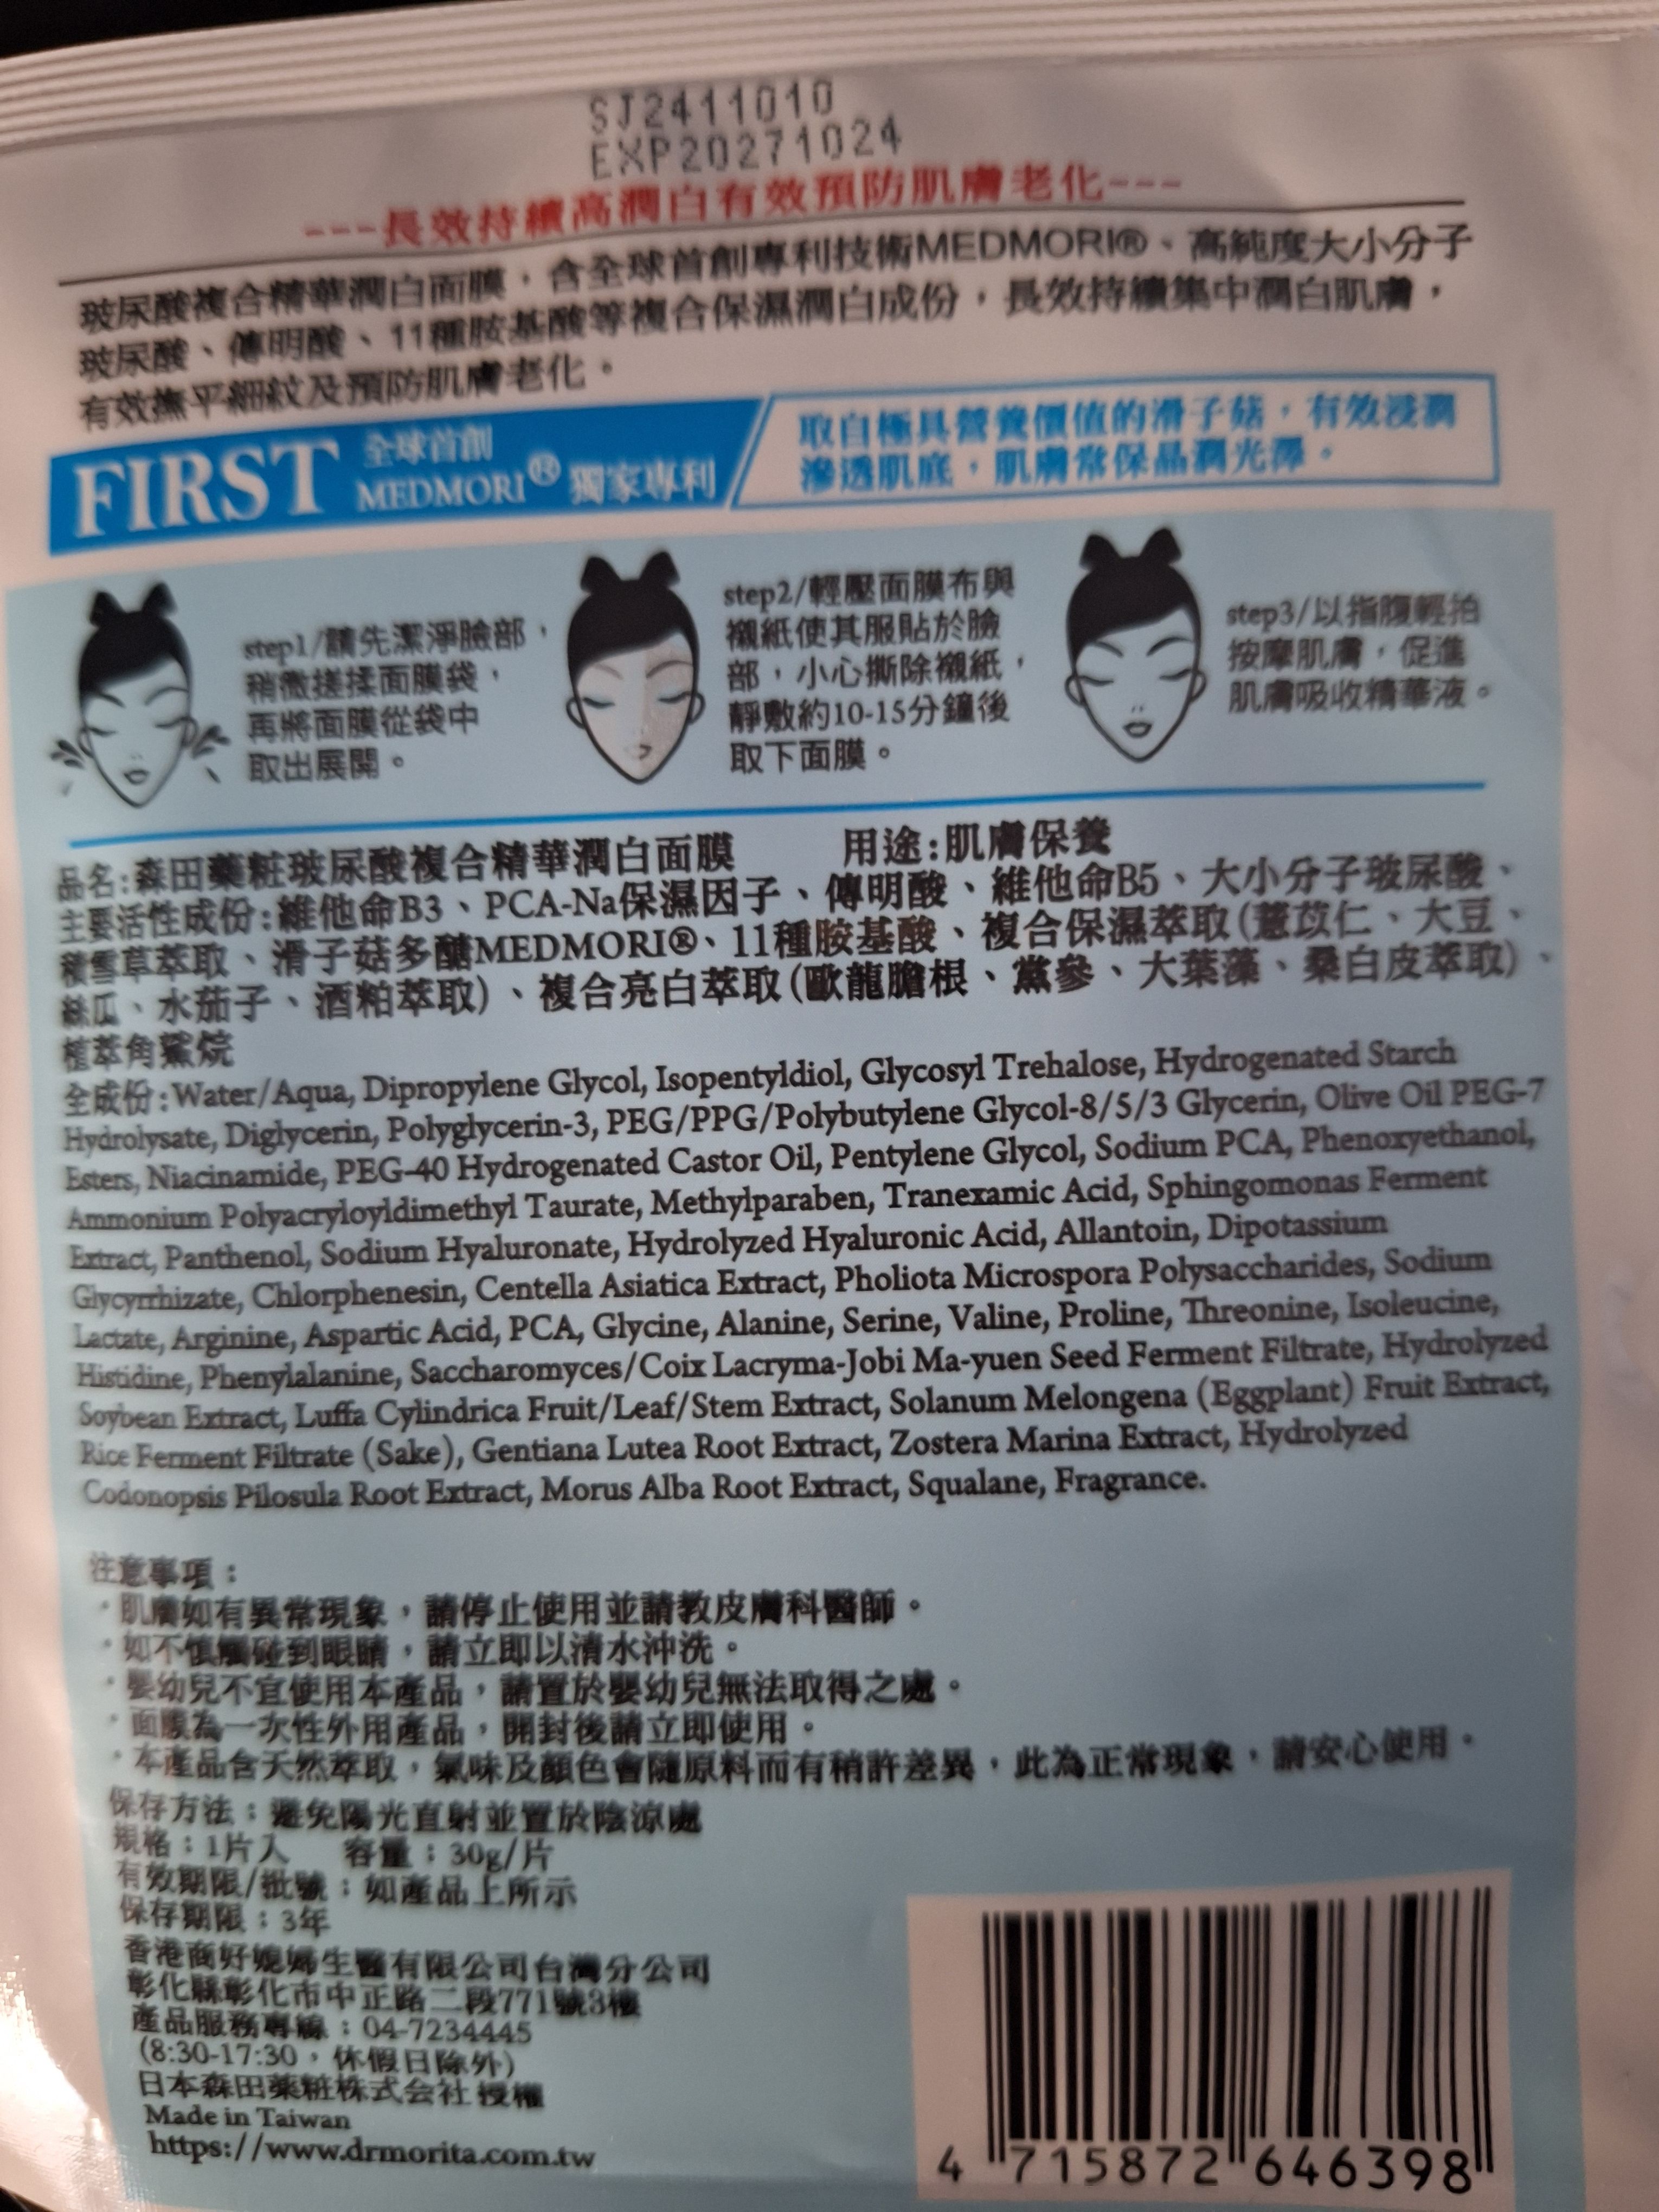 SJ2411010
EXP20271024
---長效持續高潤白有效預防肌膚老化---
玻尿酸複合精華潤白面膜，含全球首創專利技術MEDMORI®、高純度大小分子
玻尿酸、傳明酸、11種胺基酸等複合保濕潤白成份，長效持續集中潤白肌膚，
有效撫平細紋及預防肌膚老化。
FIRST 全球首創
MEDMORI® 獨家專利
取自極具營養價值的滑子菇，有效浸潤
滲透肌底，肌膚常保晶潤光澤。
step1/請先潔淨臉部，
稍微搓揉面膜袋，
再將面膜從袋中
取出展開。
step2/輕壓面膜布與
襯紙使其服貼於臉
部，小心撕除襯紙，
靜敷約10-15分鐘後
取下面膜。
step3/以指腹輕拍
按摩肌膚，促進
肌膚吸收精華液。
品名:森田藥粧玻尿酸複合精華潤白面膜 用途:肌膚保養
主要活性成份:維他命B3、PCA-Na保濕因子、傳明酸、維他命B5、大小分子玻尿酸、
積雪草萃取、滑子菇多醣MEDMORI®、11種胺基酸、複合保濕萃取(薏苡仁、大豆、
絲瓜、水茄子、酒粕萃取)、複合亮白萃取(歐龍膽根、黨參、大葉藻、桑白皮萃取)、
植萃角鯊烷
全成份:Water/Aqua, Dipropylene Glycol, Isopentyldiol, Glycosyl Trehalose, Hydrogenated Starch
Hydrolysate, Diglycerin, Polyglycerin-3, PEG/PPG/Polybutylene Glycol-8/5/3 Glycerin, Olive Oil PEG-7
Esters, Niacinamide, PEG-40 Hydrogenated Castor Oil, Pentylene Glycol, Sodium PCA, Phenoxyethanol,
Ammonium Polyacryloyldimethyl Taurate, Methylparaben, Tranexamic Acid, Sphingomonas Ferment
Extract, Panthenol, Sodium Hyaluronate, Hydrolyzed Hyaluronic Acid, Allantoin, Dipotassium
Glycyrrhizate, Chlorphenesin, Centella Asiatica Extract, Pholiota Microspora Polysaccharides, Sodium
Lactate, Arginine, Aspartic Acid, PCA, Glycine, Alanine, Serine, Valine, Proline, Threonine, Isoleucine,
Histidine, Phenylalanine, Saccharomyces/Coix Lacryma-Jobi Ma-yuen Seed Ferment Filtrate, Hydrolyzed
Soybean Extract, Luffa Cylindrica Fruit/Leaf/Stem Extract, Solanum Melongena (Eggplant) Fruit Extract,
Rice Ferment Filtrate (Sake), Gentiana Lutea Root Extract, Zostera Marina Extract, Hydrolyzed
Codonopsis Pilosula Root Extract, Morus Alba Root Extract, Squalane, Fragrance.
注意事項：
·肌膚如有異常現象，請停止使用並請教皮膚科醫師。
·如不慎觸碰到眼睛，請立即以清水沖洗。
·嬰幼兒不宜使用本產品，請置於嬰幼兒無法取得之處。
·面膜為一次性外用產品，開封後請立即使用。
·本產品含天然萃取，氣味及顏色會隨原料而有稍許差異，此為正常現象，請安心使用。
保存方法：避免陽光直射並置於陰涼處
規格：1片入 容量：30g/片
有效期限/批號：如產品上所示
保存期限：3年
香港商好媳婦生醫有限公司台灣分公司
彰化縣彰化市中正路二段771號3樓
產品服務專線：04-7234445
(8:30-17:30，休假日除外)
日本森田薬粧株式会社 授權
Made in Taiwan
https://www.drmorita.com.tw
4 715872 646398